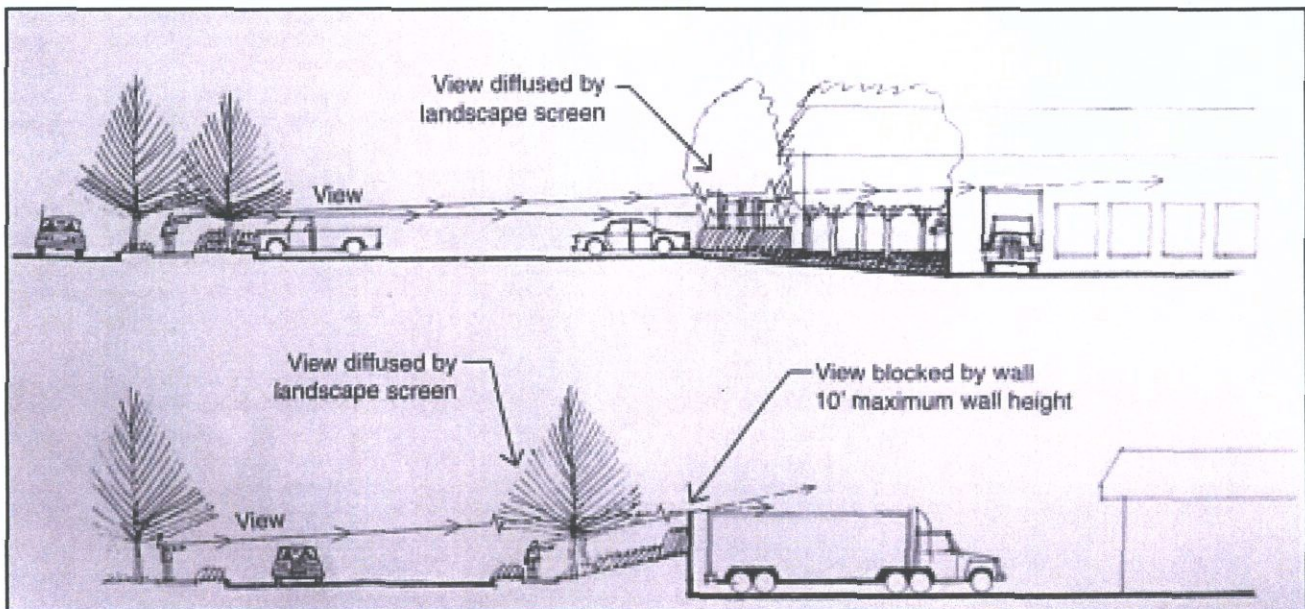 View diffused by
landscape screen
View
View diffused by
landscape screen
View blocked by wall
10' maximum wall height
View